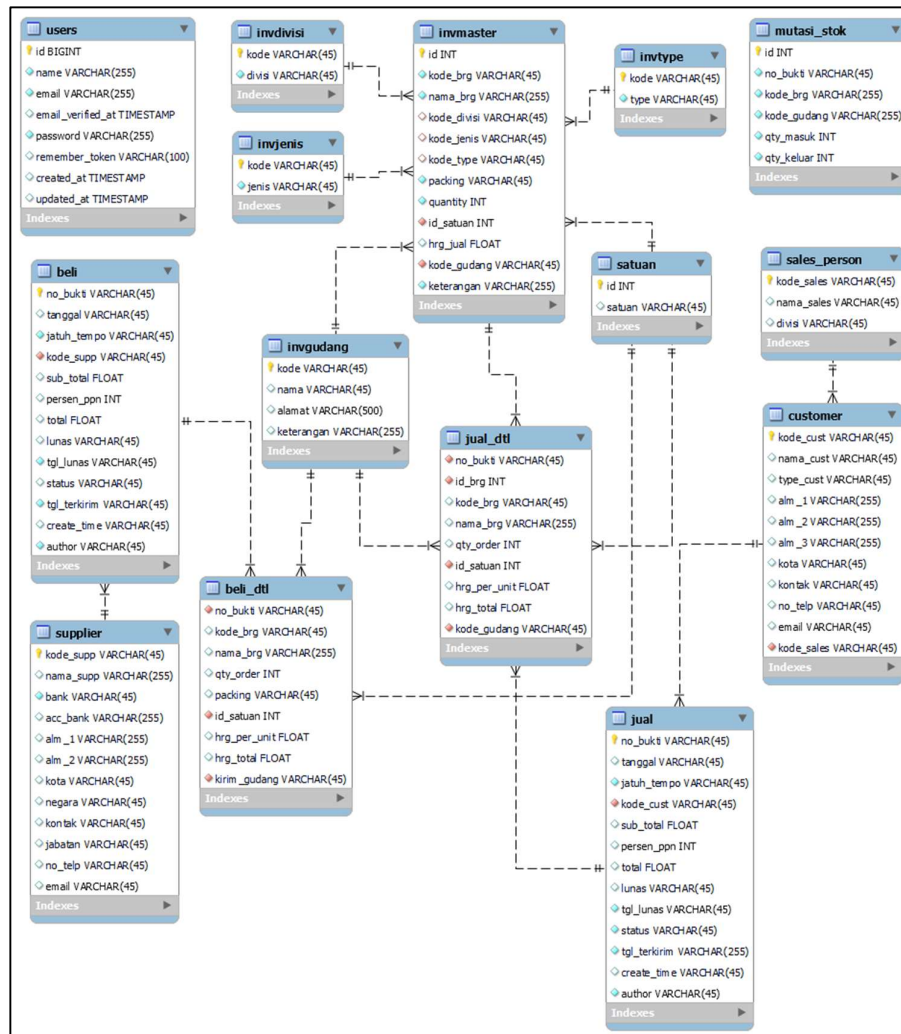 users
id BIGINT
name VARCHAR(255)
email VARCHAR(255)
email_verified_at TIMESTAMP
password VARCHAR(255)
remember_token VARCHAR(100)
created_at TIMESTAMP
updated_at TIMESTAMP
Indexes
invdivisi
kode VARCHAR(45)
divisi VARCHAR(45)
Indexes
invjenis
kode VARCHAR(45)
jenis VARCHAR(45)
Indexes
invmaster
id INT
kode_brg VARCHAR(45)
nama_brg VARCHAR(255)
kode_divisi VARCHAR(45)
kode_jenis VARCHAR(45)
kode_type VARCHAR(45)
packing VARCHAR(45)
quantity INT
id_satuan INT
hrg_jual FLOAT
kode_gudang VARCHAR(45)
keterangan VARCHAR(255)
Indexes
invtype
kode VARCHAR(45)
type VARCHAR(45)
Indexes
mutasi_stok
id INT
no_bukti VARCHAR(45)
kode_brg VARCHAR(255)
kode_gudang VARCHAR(255)
qty_masuk INT
qty_keluar INT
Indexes
beli
no_bukti VARCHAR(45)
tanggal VARCHAR(45)
jatuh_tempo VARCHAR(45)
kode_supp VARCHAR(45)
sub_total FLOAT
persen_ppn INT
total FLOAT
lunas VARCHAR(45)
tgl_lunas VARCHAR(45)
status VARCHAR(45)
tgl_terkirim VARCHAR(45)
create_time VARCHAR(45)
author VARCHAR(45)
Indexes
invgudang
kode VARCHAR(45)
nama VARCHAR(45)
alamat VARCHAR(500)
keterangan VARCHAR(255)
Indexes
satuan
id INT
satuan VARCHAR(45)
Indexes
sales_person
kode_sales VARCHAR(45)
nama_sales VARCHAR(45)
divisi VARCHAR(45)
Indexes
jual_dtl
no_bukti VARCHAR(45)
id_brg INT
kode_brg VARCHAR(45)
nama_brg VARCHAR(255)
qty_order INT
id_satuan INT
hrg_per_unit FLOAT
hrg_total FLOAT
kode_gudang VARCHAR(45)
Indexes
customer
kode_cust VARCHAR(45)
nama_cust VARCHAR(45)
type_cust VARCHAR(45)
alm_1 VARCHAR(255)
alm_2 VARCHAR(255)
alm_3 VARCHAR(255)
kota VARCHAR(45)
kontak VARCHAR(45)
no_telp VARCHAR(45)
email VARCHAR(45)
kode_sales VARCHAR(45)
Indexes
beli_dtl
no_bukti VARCHAR(45)
kode_brg VARCHAR(45)
nama_brg VARCHAR(255)
qty_order INT
packing VARCHAR(45)
id_satuan INT
hrg_per_unit FLOAT
hrg_total FLOAT
kirim_gudang VARCHAR(45)
Indexes
supplier
kode_supp VARCHAR(45)
nama_supp VARCHAR(255)
bank VARCHAR(45)
acc_bank VARCHAR(255)
alm_1 VARCHAR(255)
alm_2 VARCHAR(255)
kota VARCHAR(45)
negara VARCHAR(45)
kontak VARCHAR(45)
jabatan VARCHAR(45)
no_telp VARCHAR(45)
email VARCHAR(45)
Indexes
jual
no_bukti VARCHAR(45)
tanggal VARCHAR(45)
jatuh_tempo VARCHAR(45)
kode_cust VARCHAR(45)
sub_total FLOAT
persen_ppn INT
total FLOAT
lunas VARCHAR(45)
tgl_lunas VARCHAR(45)
status VARCHAR(45)
tgl_terkirim VARCHAR(255)
create_time VARCHAR(45)
author VARCHAR(45)
Indexes